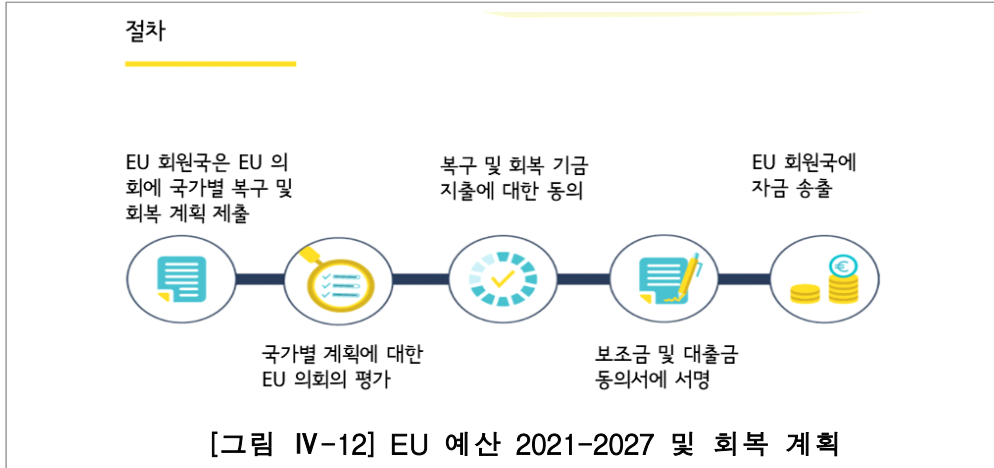 절차
EU 회원국은 EU 의
회에 국가별 복구 및
회복 계획 제출
국가별 계획에 대한
EU 의회의 평가
복구 및 회복 기금
지출에 대한 동의
보조금 및 대출금
동의서에 서명
EU 회원국에
자금 송출
[그림 Ⅳ-12] EU 예산 2021-2027 및 회복 계획